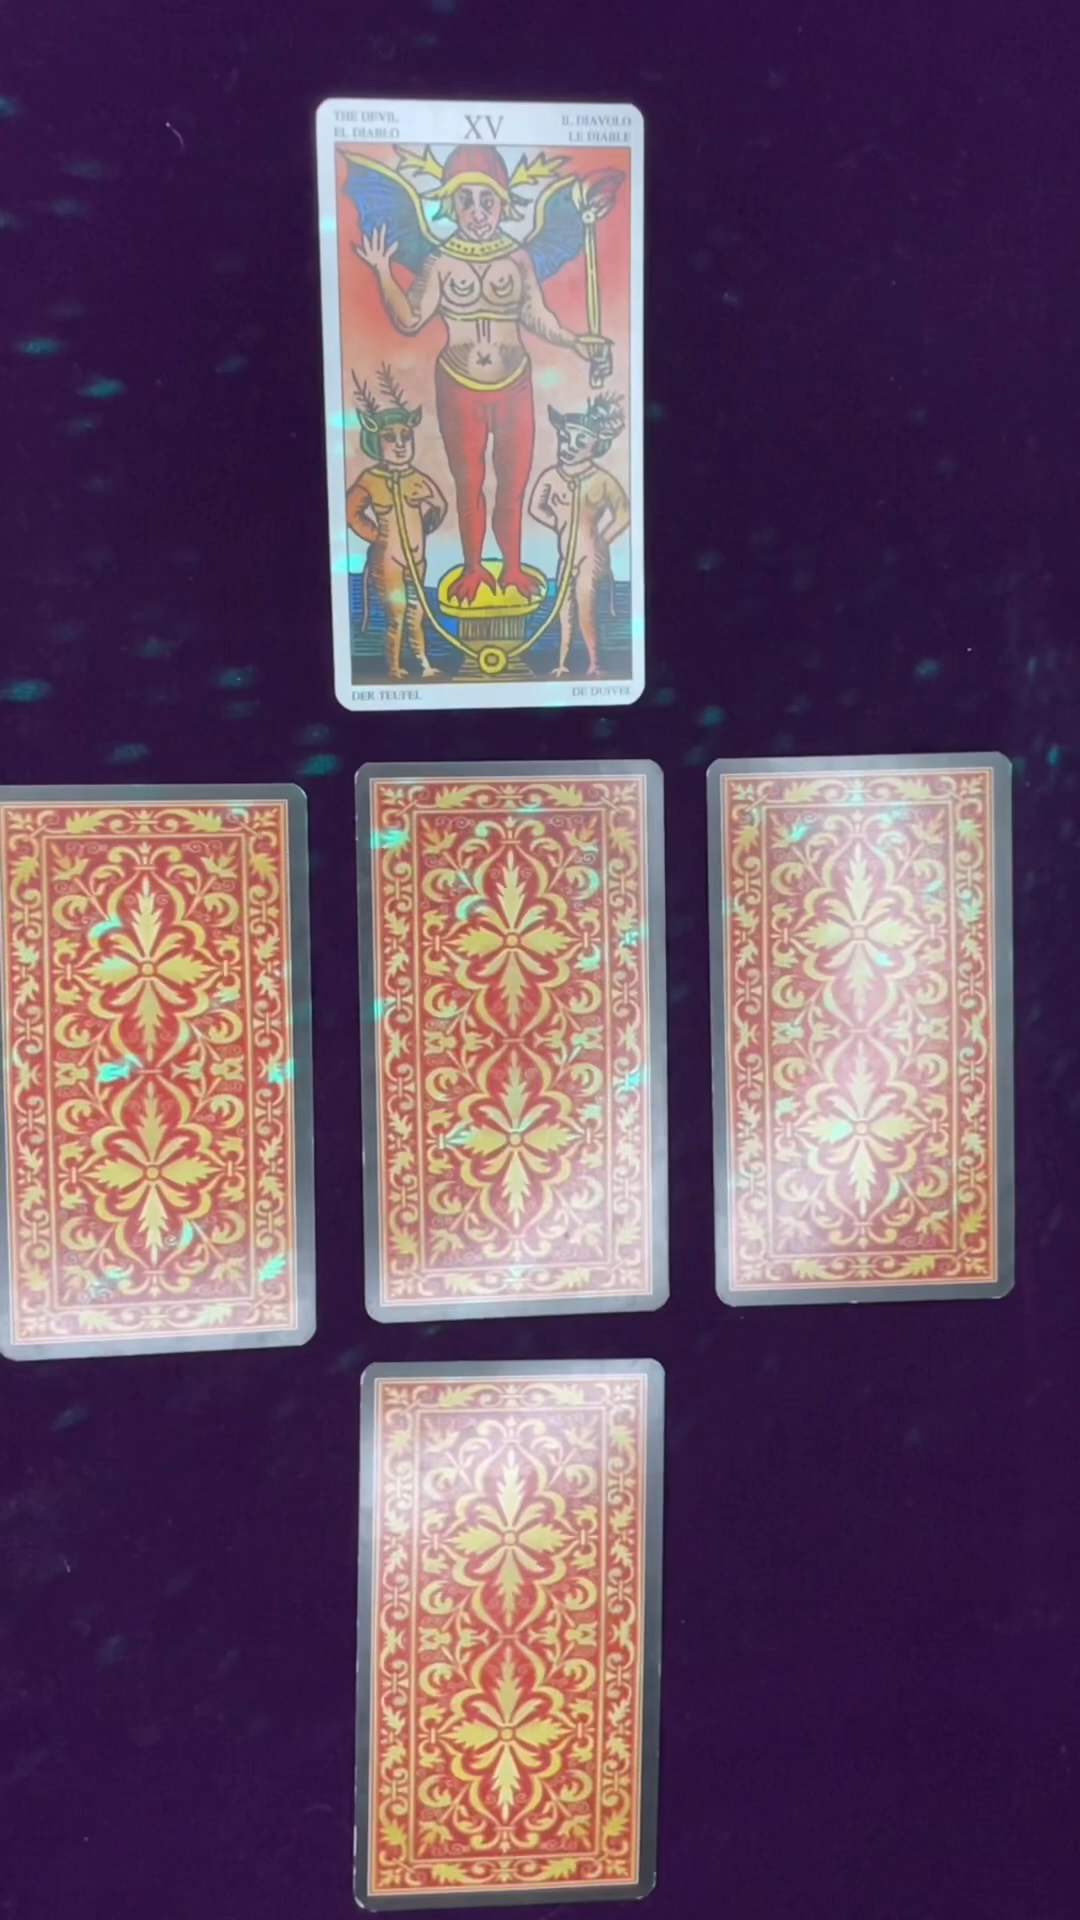 THE DEVIL
EL DIABLO
XV
IL DIAVOLO
LE DIABLE
DER TEUFEL
DE DUIVEL